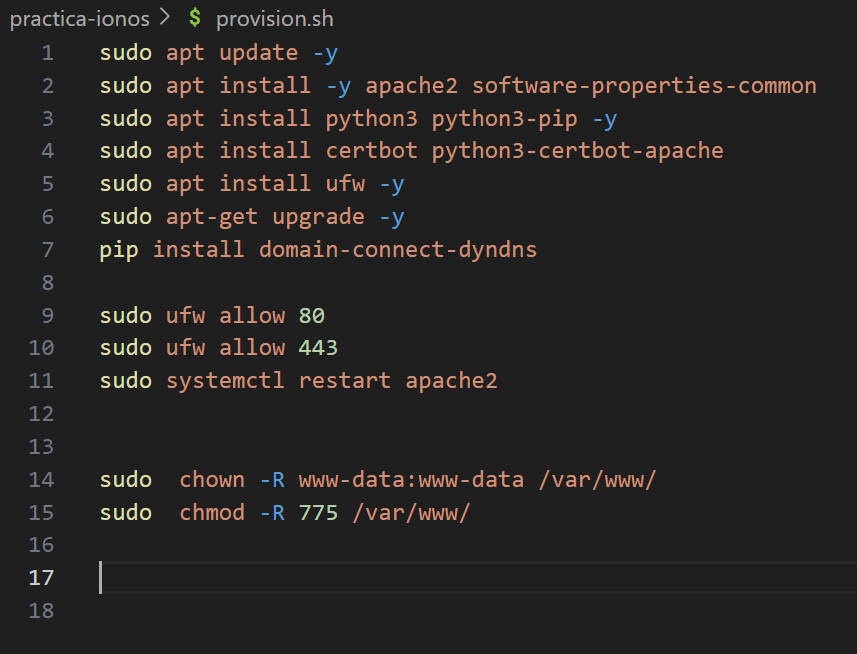 practica-ionos > $ provision.sh
1 sudo apt update -y
2 sudo apt install -y apache2 software-properties-common
3 sudo apt install python3 python3-pip -y
4 sudo apt install certbot python3-certbot-apache
5 sudo apt install ufw -y
6 sudo apt-get upgrade -y
7 pip install domain-connect-dyndns
8
9 sudo ufw allow 80
10 sudo ufw allow 443
11 sudo systemctl restart apache2
12
13
14 sudo  chown -R www-data:www-data /var/www/
15 sudo  chmod -R 775 /var/www/
16
17
18